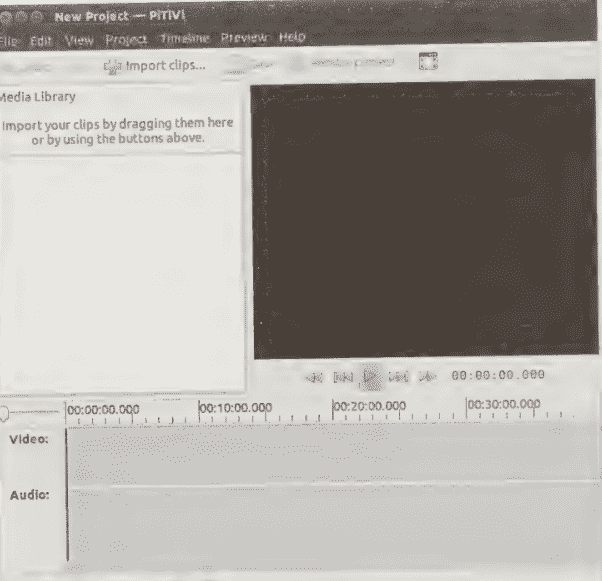 New Project — PiTiVi
File Edit View Project Timeline Preview Help
Import clips...
Media Library
Import your clips by dragging them here
or by using the buttons above.
00:00:00.000
00:00:00.000 00:10:00.000 00:20:00.000 00:30:00.000
Video:
Audio: